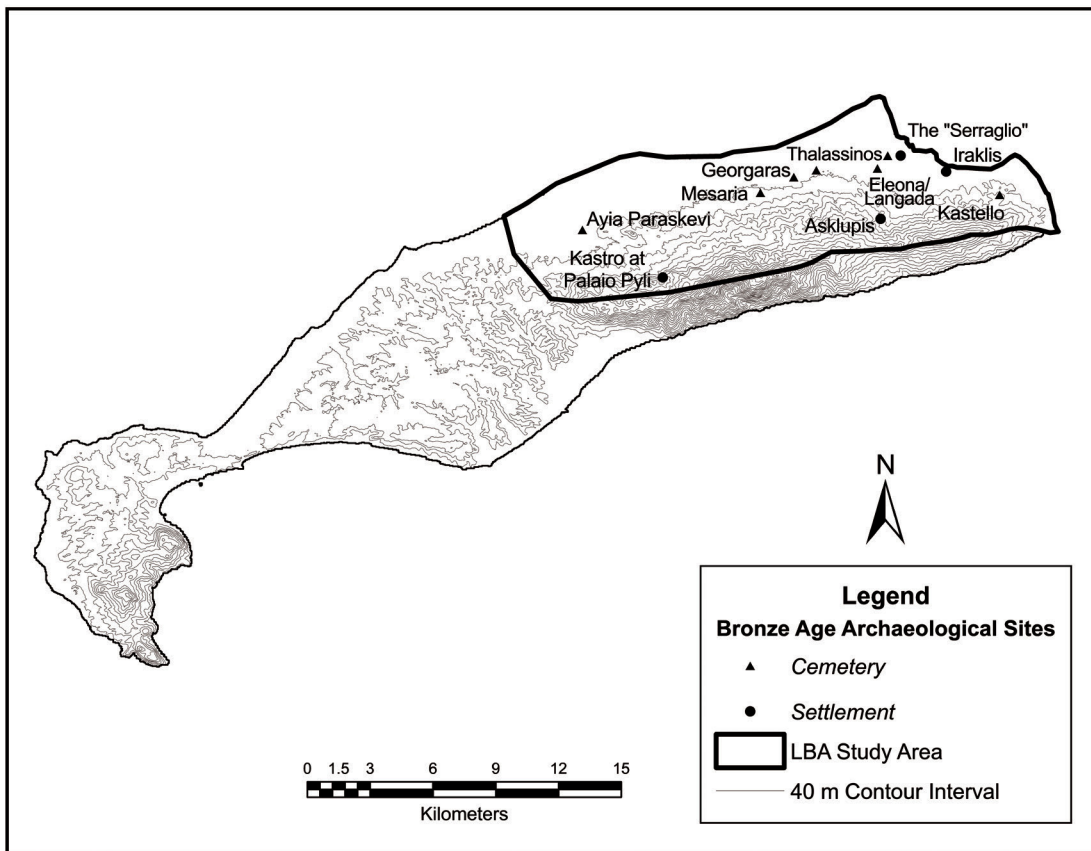 The "Serraglio"
Thalassinos
Iraklis
Georgaras
Eleona/
Langada
Mesaria
Kastello
Ayia Paraskevi
Asklupis
Kastro at
Palaio Pyli
N
Legend
Bronze Age Archaeological Sites
Cemetery
Settlement
LBA Study Area
40 m Contour Interval
0 1.5 3 6 9 12 15
Kilometers